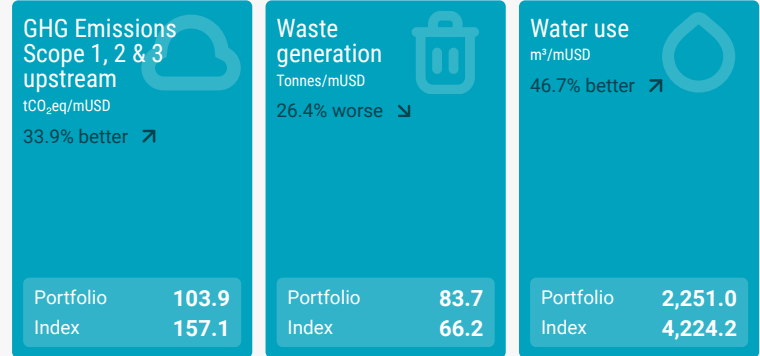 GHG Emissions
Scope 1, 2 & 3
upstream
tCO₂eq/mUSD
33.9% better
Portfolio 103.9
Index 157.1
Waste
generation
Tonnes/mUSD
26.4% worse
Portfolio 83.7
Index 66.2
Water use
m³/mUSD
46.7% better
Portfolio 2,251.0
Index 4,224.2